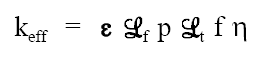 k_eff = ε ℒ_f p ℒ_t f η